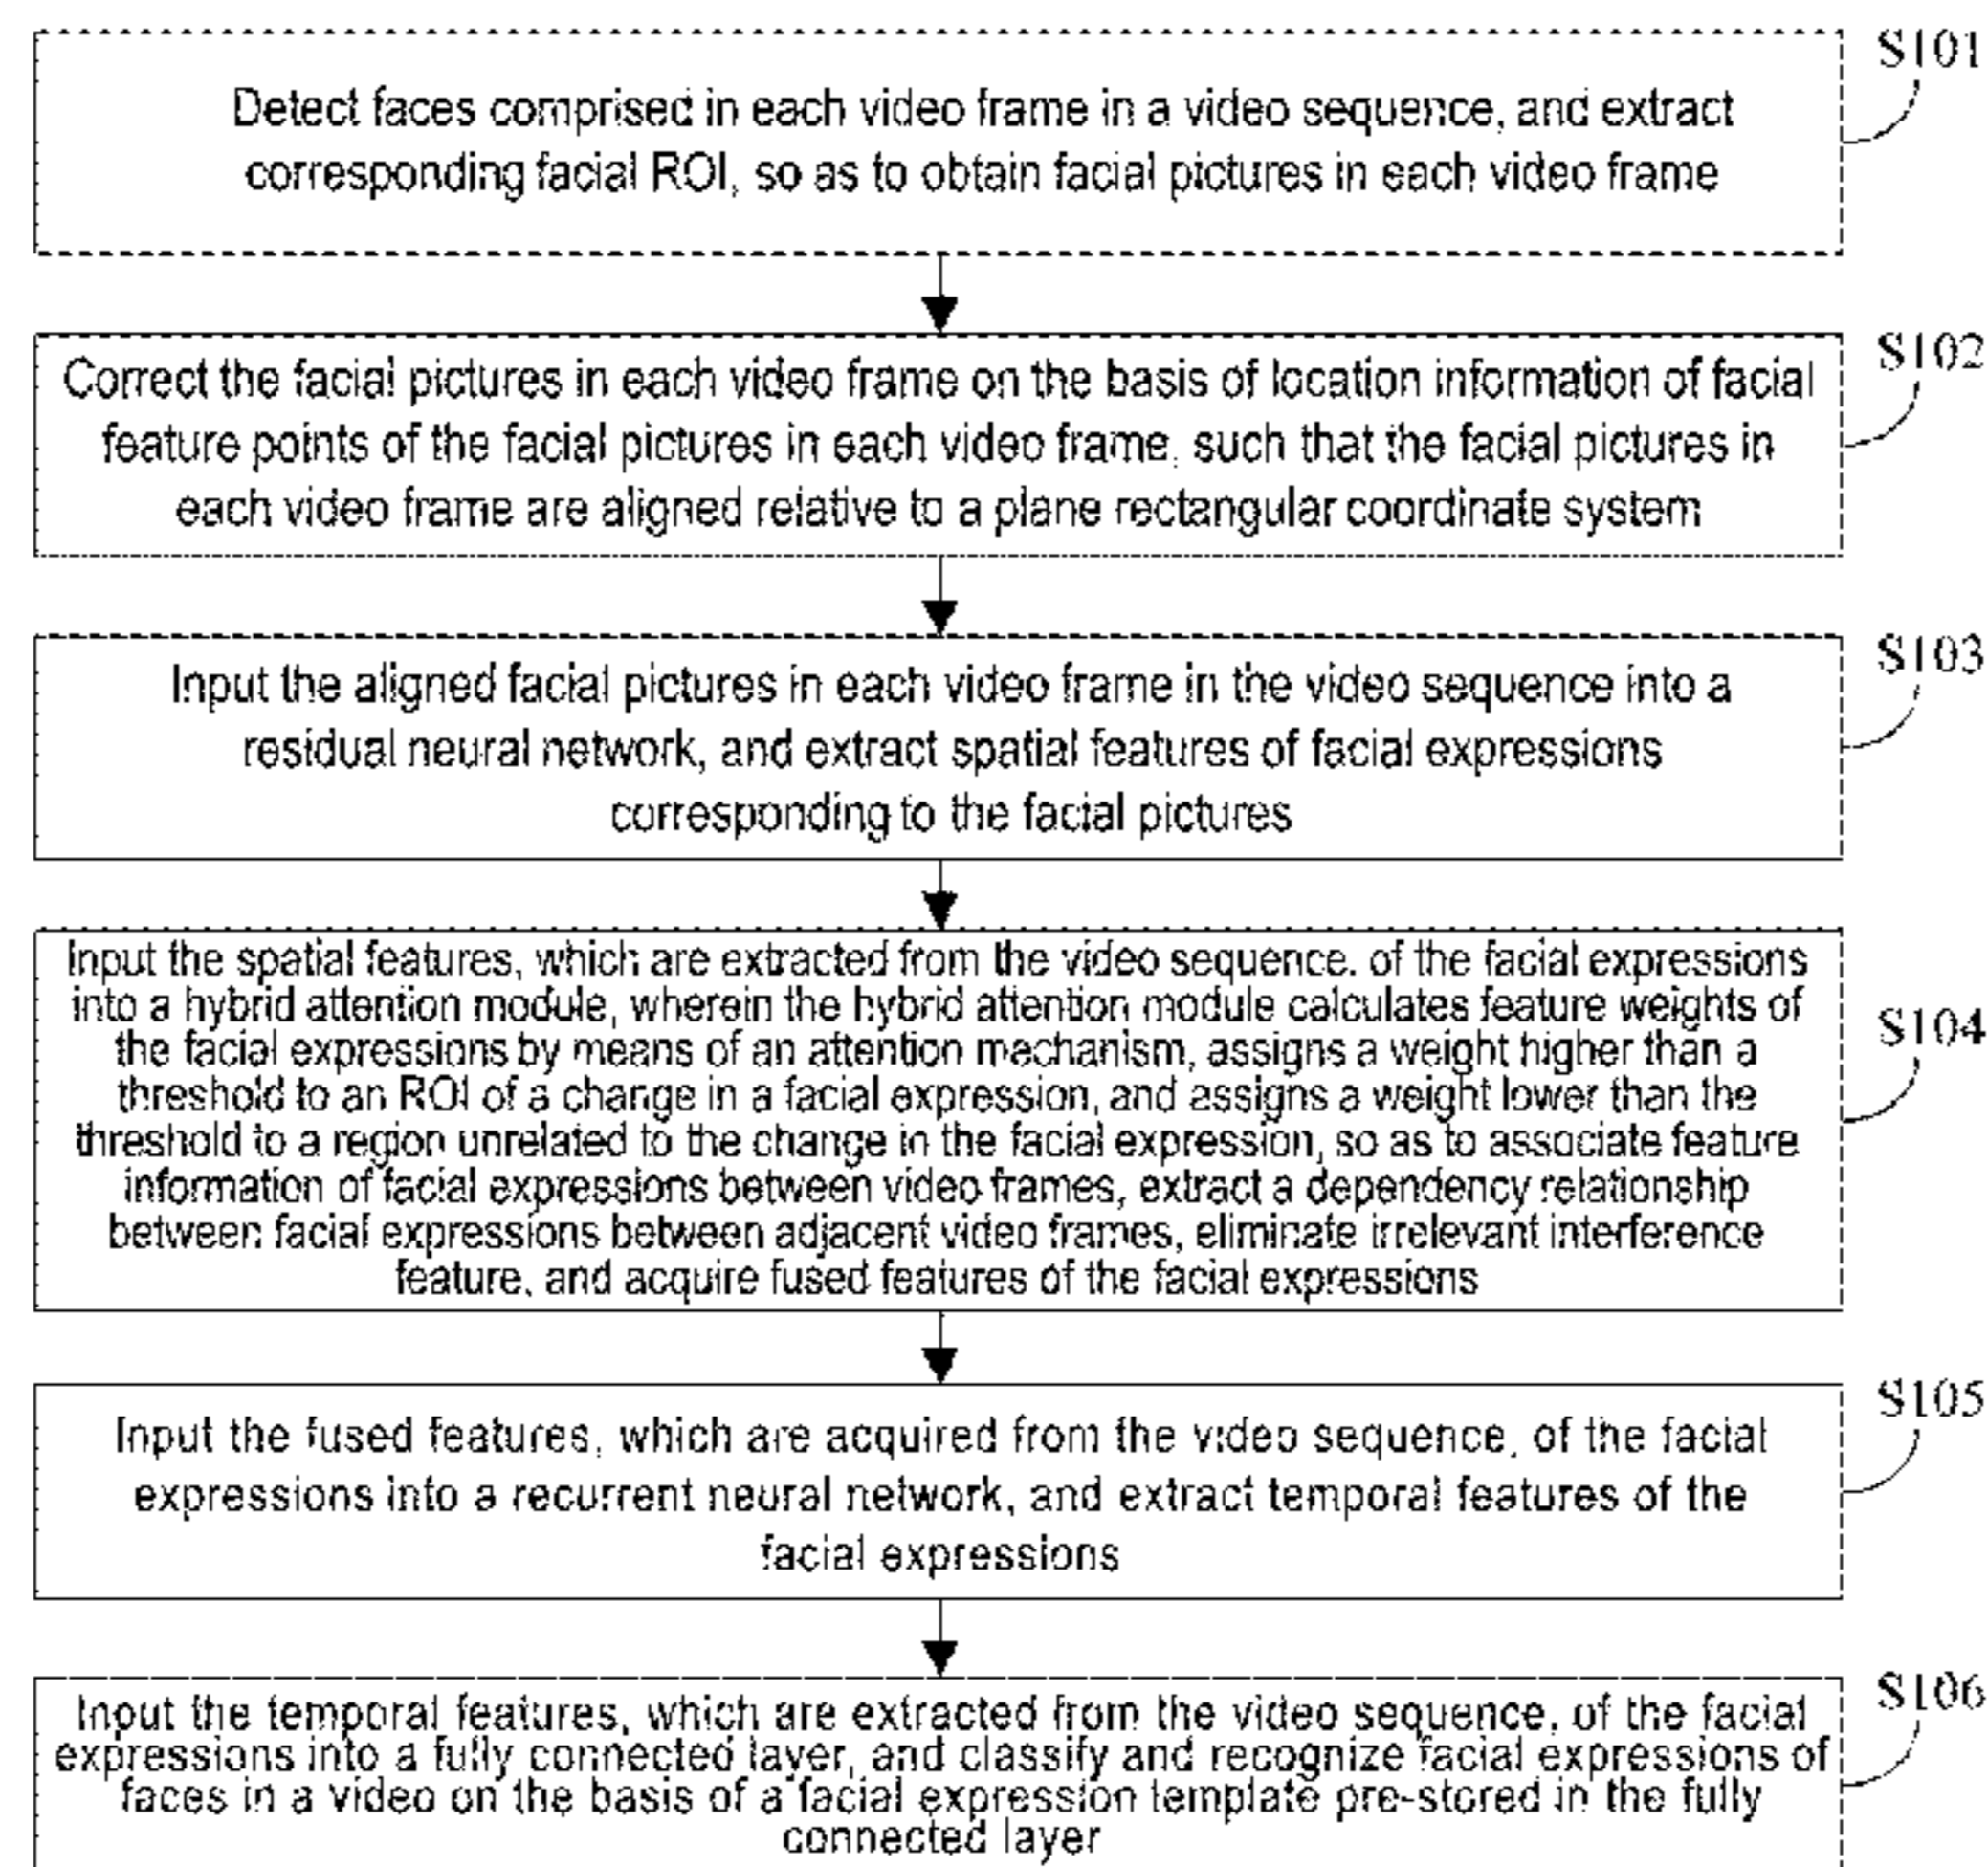 S101
Detect faces comprised in each video frame in a video sequence, and extract
corresponding facial ROI, so as to obtain facial pictures in each video frame
S102
Correct the facial pictures in each video frame on the basis of location information of facial
feature points of the facial pictures in each video frame, such that the facial pictures in
each video frame are aligned relative to a plane rectangular coordinate system
S103
Input the aligned facial pictures in each video frame in the video sequence into a
residual neural network, and extract spatial features of facial expressions
corresponding to the facial pictures
S104
Input the spatial features, which are extracted from the video sequence, of the facial expressions
into a hybrid attention module, wherein the hybrid attention module calculates feature weights of
the facial expressions by means of an attention mechanism, assigns a weight higher than a
threshold to an ROI of a change in a facial expression, and assigns a weight lower than the
threshold to a region unrelated to the change in the facial expression, so as to associate feature
information of facial expressions between video frames, extract a dependency relationship
between facial expressions between adjacent video frames, eliminate irrelevant interference
feature, and acquire fused features of the facial expressions
S105
Input the fused features, which are acquired from the video sequence, of the facial
expressions into a recurrent neural network, and extract temporal features of the
facial expressions
S106
Input the temporal features, which are extracted from the video sequence, of the facial
expressions into a fully connected layer, and classify and recognize facial expressions of
faces in a video on the basis of a facial expression template pre-stored in the fully
connected layer